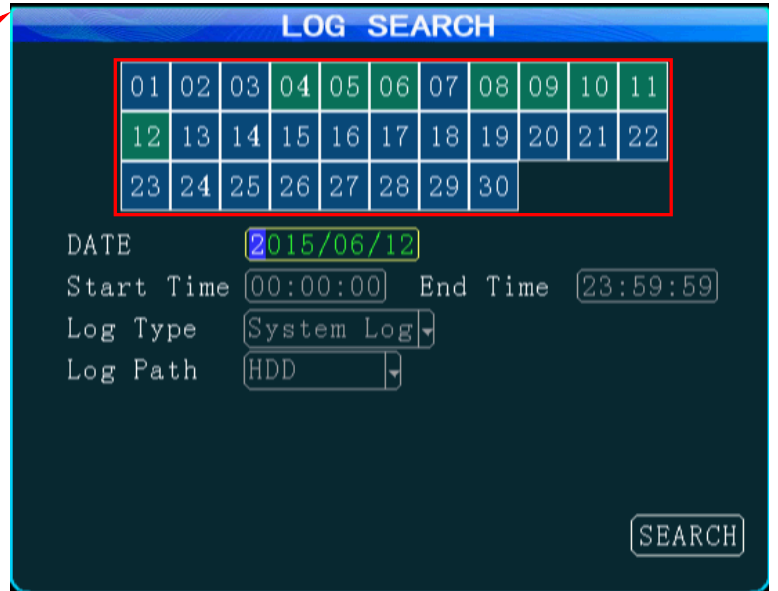 LOG SEARCH
01 02 03 04 05 06 07 08 09 10 11
12 13 14 15 16 17 18 19 20 21 22
23 24 25 26 27 28 29 30
DATE 2015/06/12
Start Time 00:00:00 End Time 23:59:59
Log Type System Log
Log Path HDD
SEARCH